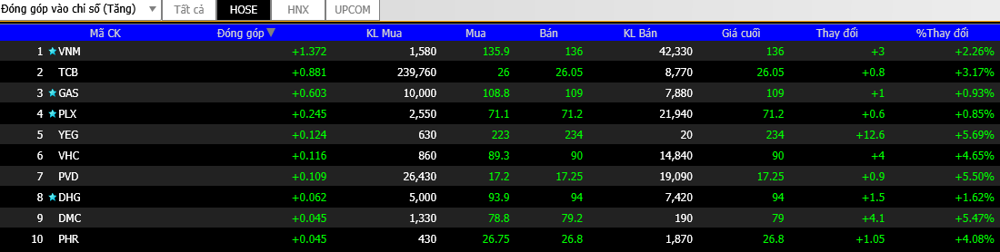 Đóng góp vào chỉ số (Tăng) Tất cả HOSE HNX UPCOM
Mã CK Đóng góp KL Mua Mua Bán KL Bán Giá cuối Thay đổi %Thay đổi
1 VNM +1.372 1,580 135.9 136 42,330 136 +3 +2.26%
2 TCB +0.881 239,760 26 26.05 8,770 26.05 +0.8 +3.17%
3 GAS +0.603 10,000 108.8 109 7,880 109 +1 +0.93%
4 PLX +0.245 2,550 71.1 71.2 21,940 71.2 +0.6 +0.85%
5 YEG +0.124 630 223 234 20 234 +12.6 +5.69%
6 VHC +0.116 860 89.3 90 14,840 90 +4 +4.65%
7 PVD +0.109 26,430 17.2 17.25 19,090 17.25 +0.9 +5.50%
8 DHG +0.062 5,000 93.9 94 7,420 94 +1.5 +1.62%
9 DMC +0.045 1,330 78.8 79.2 190 79 +4.1 +5.47%
10 PHR +0.045 430 26.75 26.8 1,870 26.8 +1.05 +4.08%